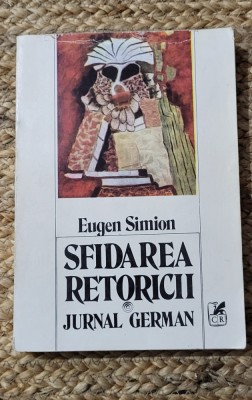 Eugen Simion
SFIDAREA
RETORICII
JURNAL GERMAN
CR